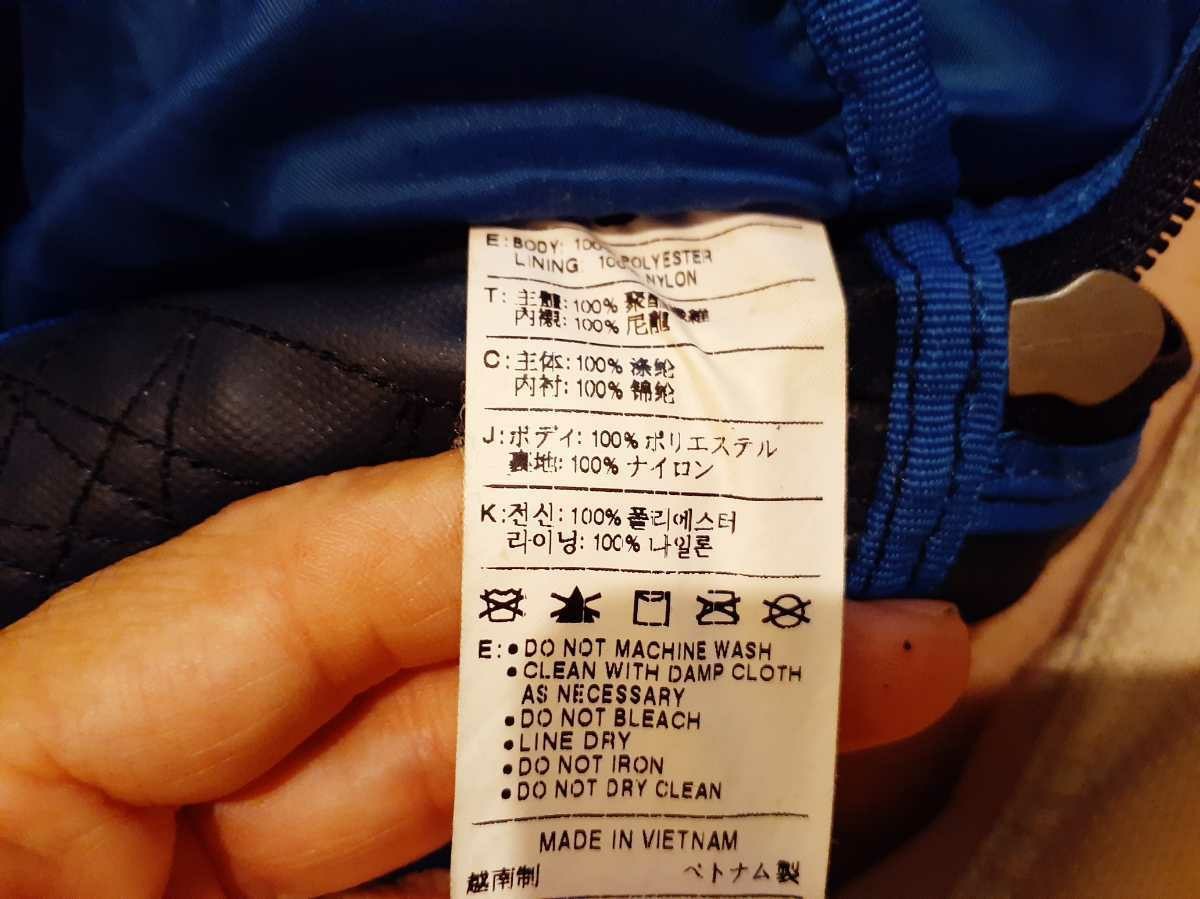 E: BODY: 100 POLYESTER
LINING: 10 NYLON
T: 主體: 100% 聚 纖維
內襯: 100% 尼龍
C: 主体: 100% 涤纶
内衬: 100% 锦纶
J: ボディ: 100% ポリエステル
裏地: 100% ナイロン
K: 전신: 100% 폴리에스터
라이닝: 100% 나일론
E: • DO NOT MACHINE WASH
• CLEAN WITH DAMP CLOTH
AS NECESSARY
• DO NOT BLEACH
• LINE DRY
• DO NOT IRON
• DO NOT DRY CLEAN
MADE IN VIETNAM
越南制 ベトナム製